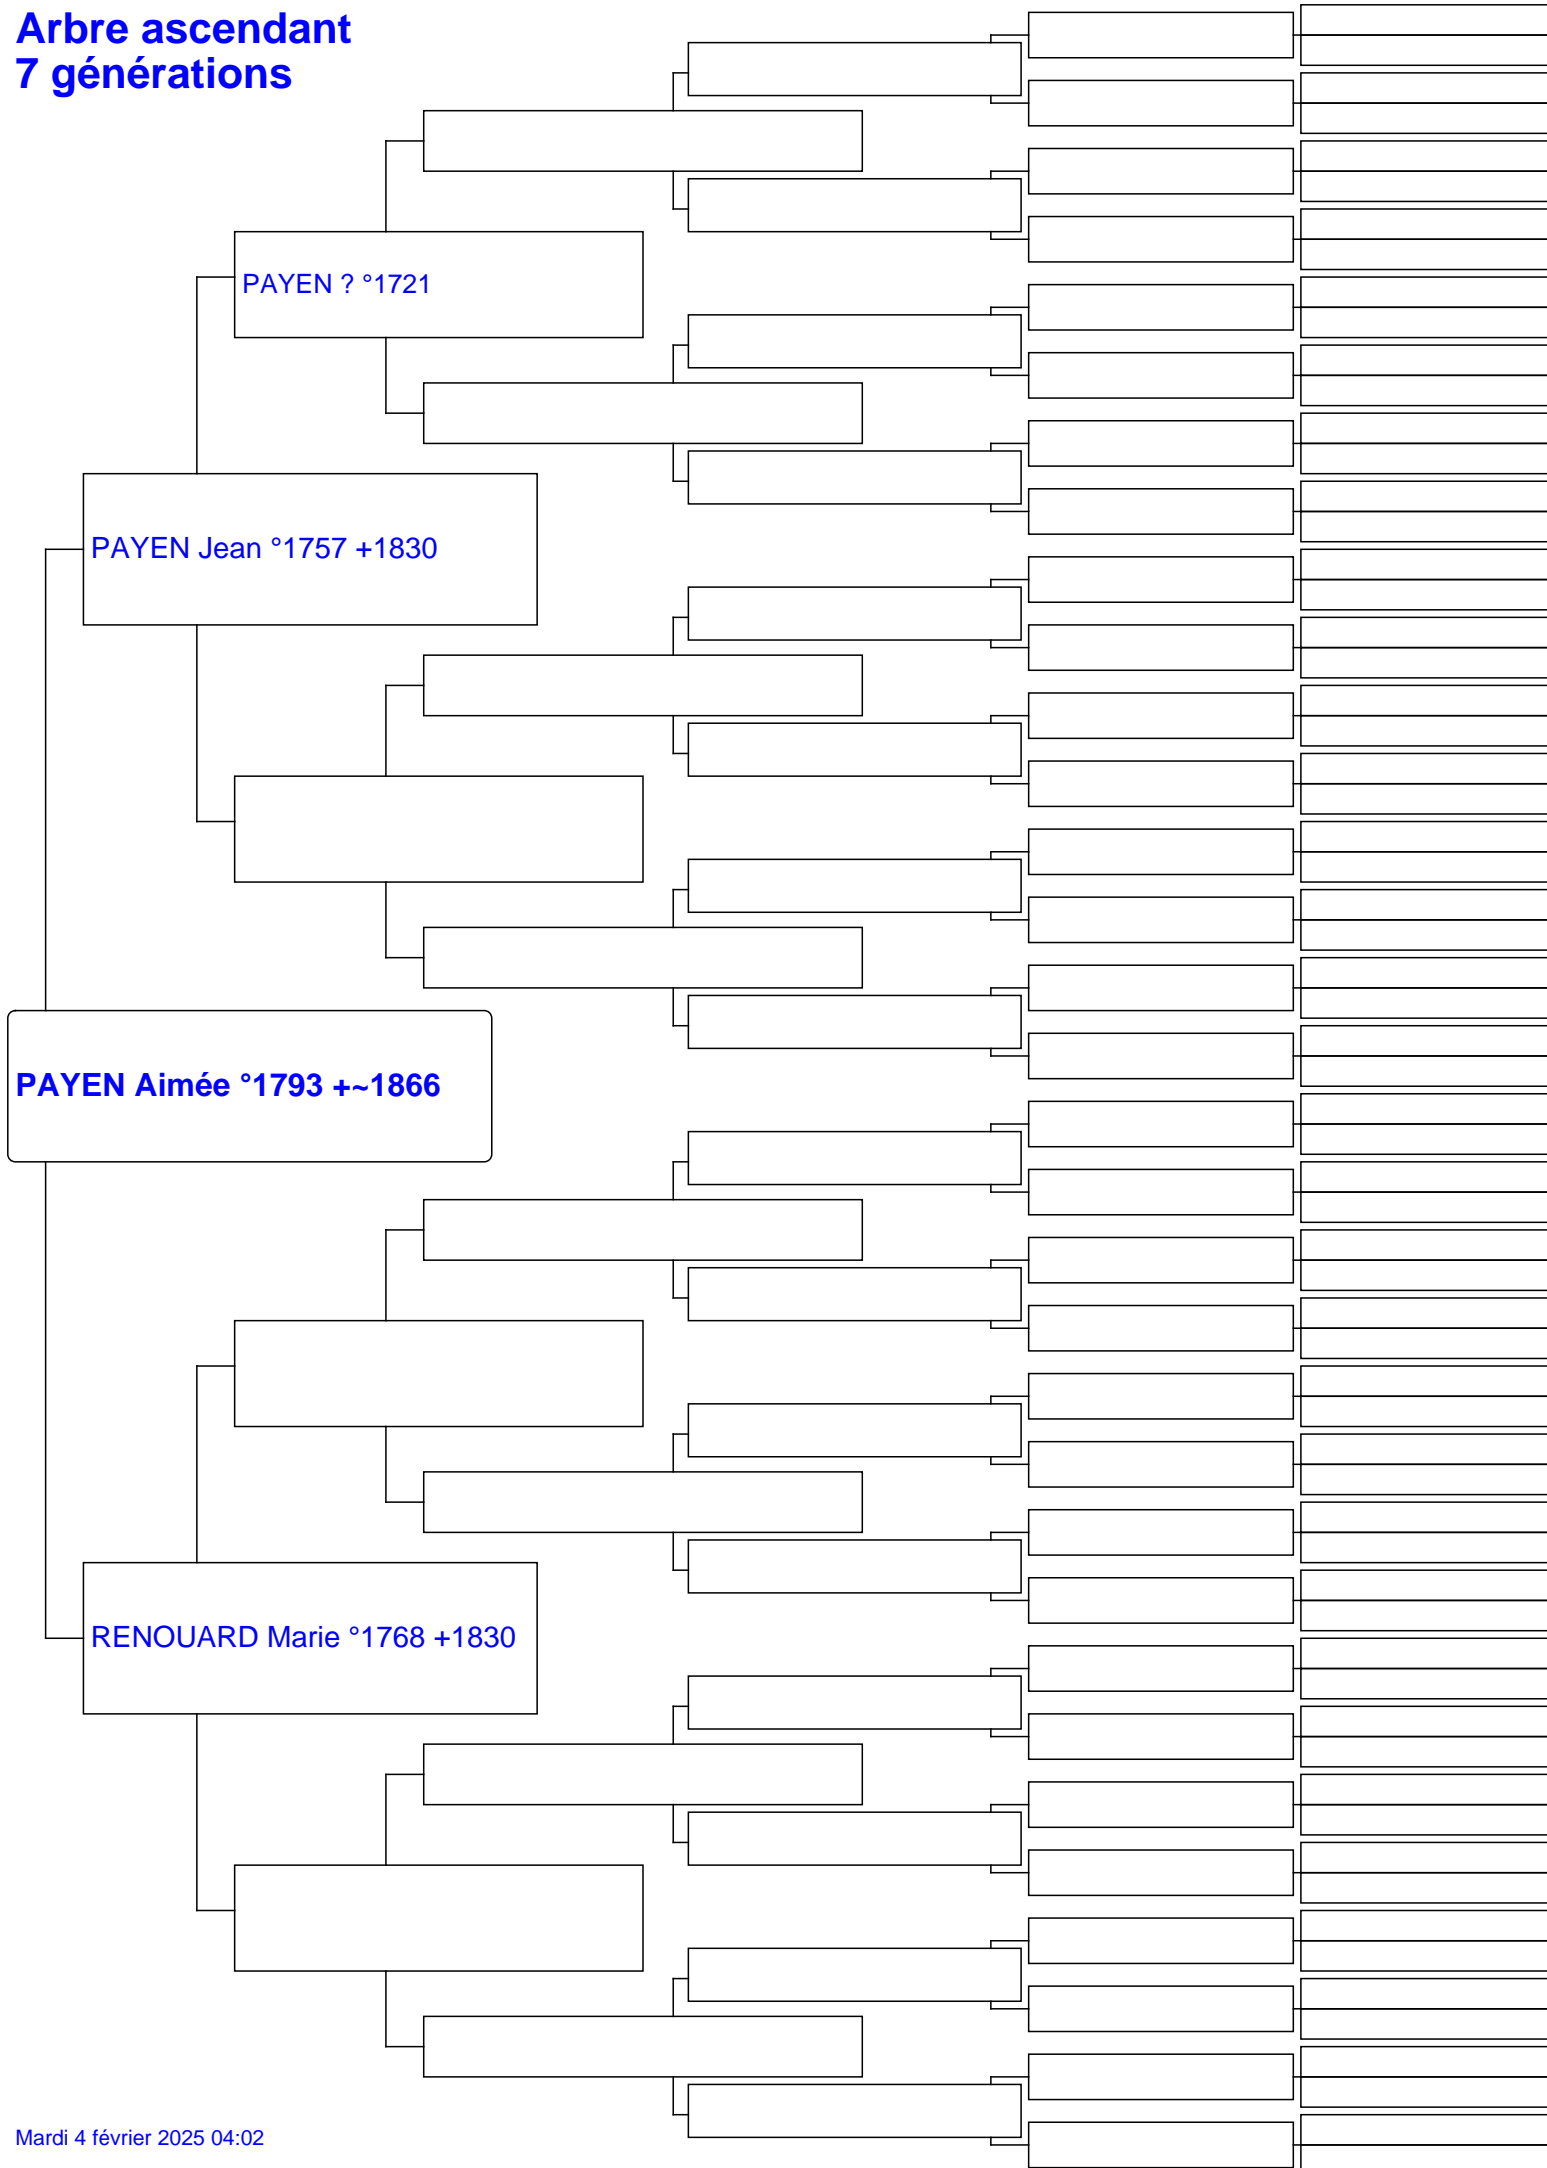 Arbre ascendant
7 générations
PAYEN ? °1721
PAYEN Jean °1757 +1830
PAYEN Aimée °1793 +~1866
RENOUARD Marie °1768 +1830
Mardi 4 février 2025 04:02